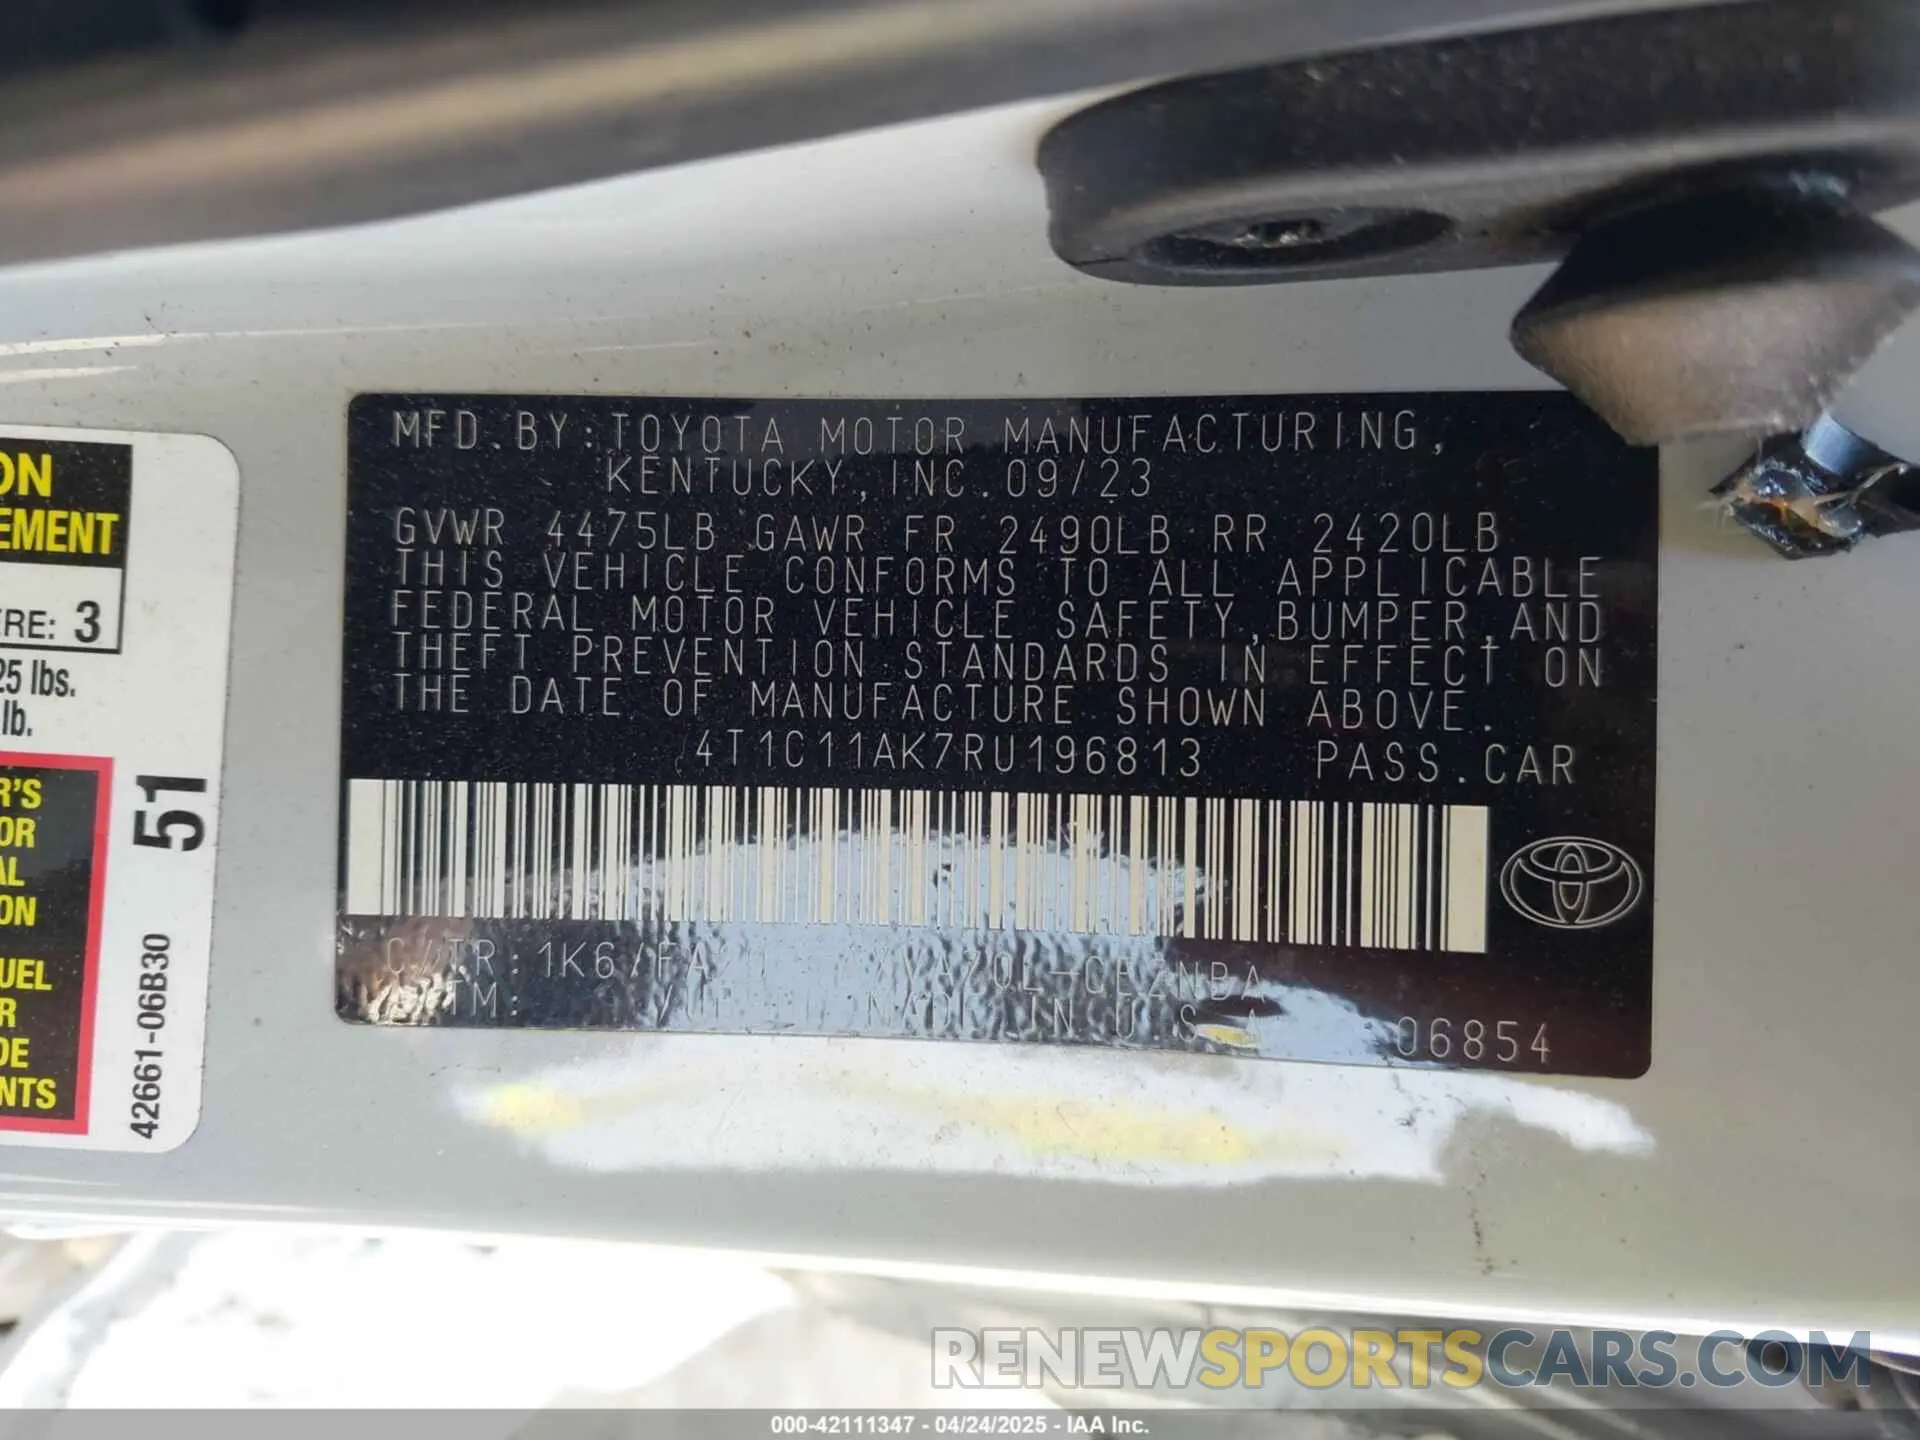 MFD.BY:TOYOTA MOTOR MANUFACTURING,
KENTUCKY, INC. 09/23
GVWR 4475LB GAWR FR 2490LB RR 2420LB
THIS VEHICLE CONFORMS TO ALL APPLICABLE
FEDERAL MOTOR VEHICLE SAFETY, BUMPER, AND
THEFT PREVENTION STANDARDS IN EFFECT ON
THE DATE OF MANUFACTURE SHOWN ABOVE.
4T1C11AK7RU196813 PASS.CAR
C/TR: 1K6/FA
MADE IN U.S.A
06854
ON
EMENT
ERE: 3
25 lbs.
lb.
R'S
OR
AL
ON
UEL
R
DE
NTS
51
42661-06B30
RENEWSPORTSCARS.COM
000-42111347 - 04/24/2025 - IAA Inc.